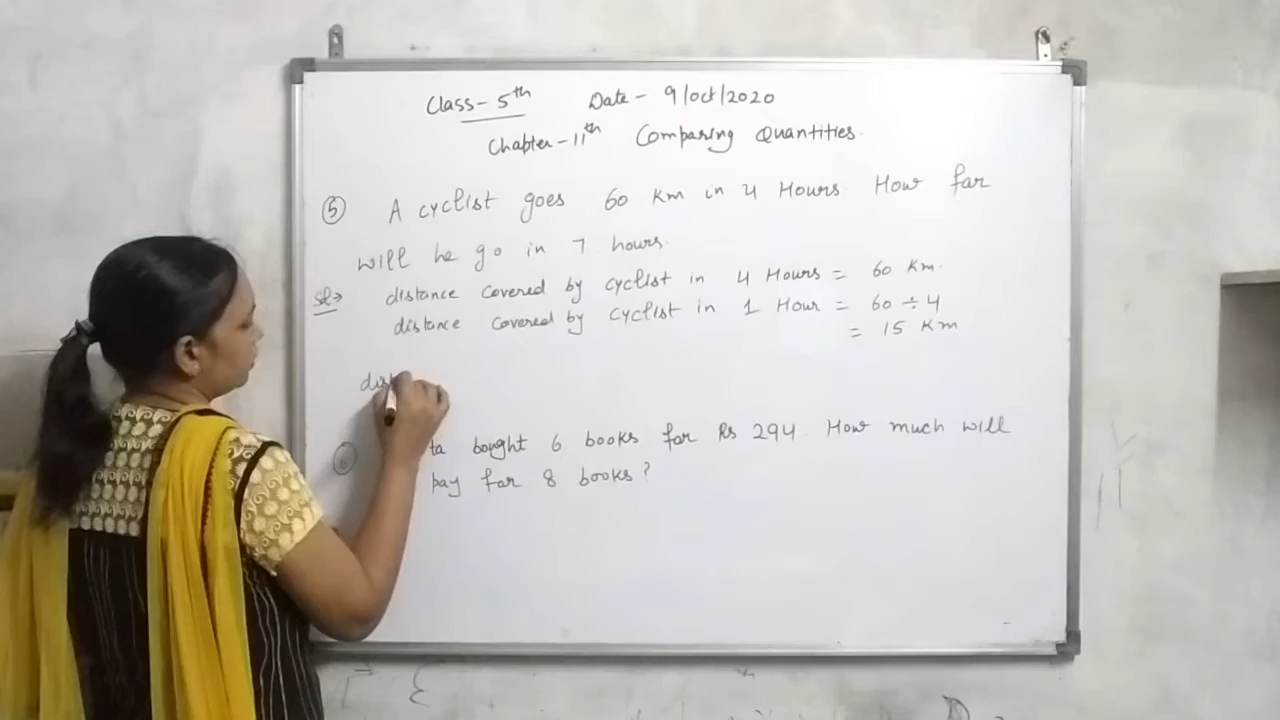 Class- 5th Date- 9/oct/2020
Chapter-11th Comparing Quantities.
⑤ A cyclist goes 60 Km in 4 Hours. How far
will he go in 7 hours.
Sol→ distance covered by cyclist in 4 Hours = 60 Km.
distance covered by cyclist in 1 Hour = 60 ÷ 4
= 15 Km
dist
⑥ ta bought 6 books for Rs 294. How much will
pay for 8 books?